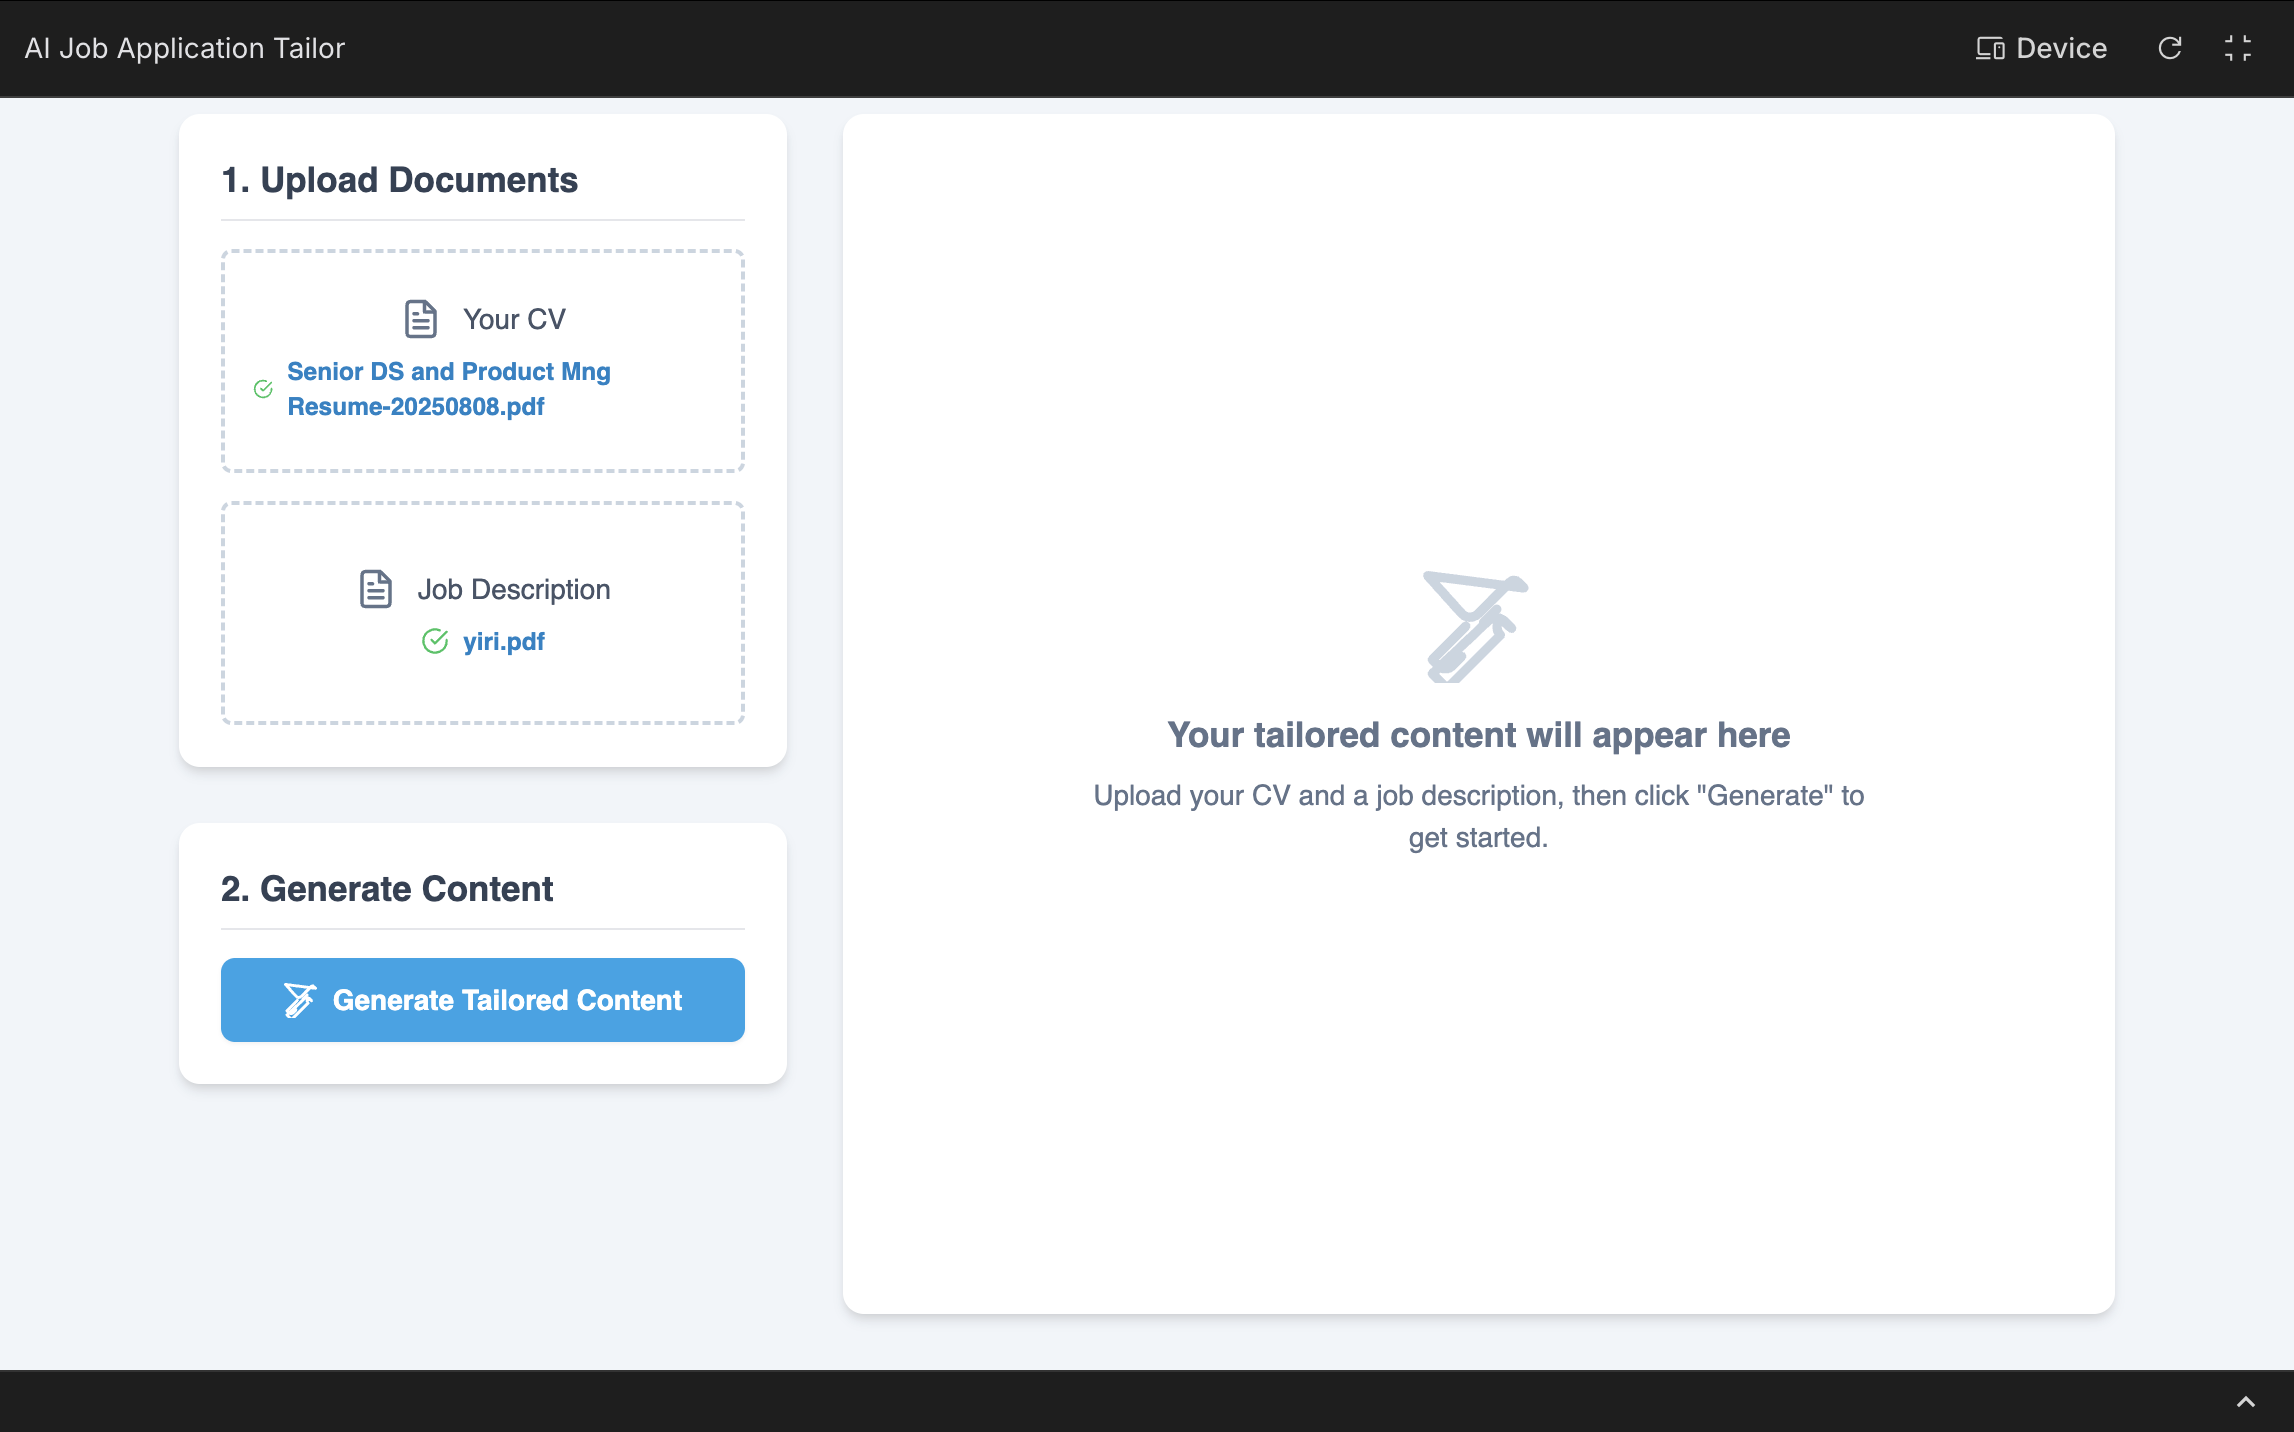 AI Job Application Tailor
Device
1. Upload Documents
Your CV
Senior DS and Product Mng
Resume-20250808.pdf
Job Description
yiri.pdf
2. Generate Content
Generate Tailored Content
Your tailored content will appear here
Upload your CV and a job description, then click "Generate" to
get started.